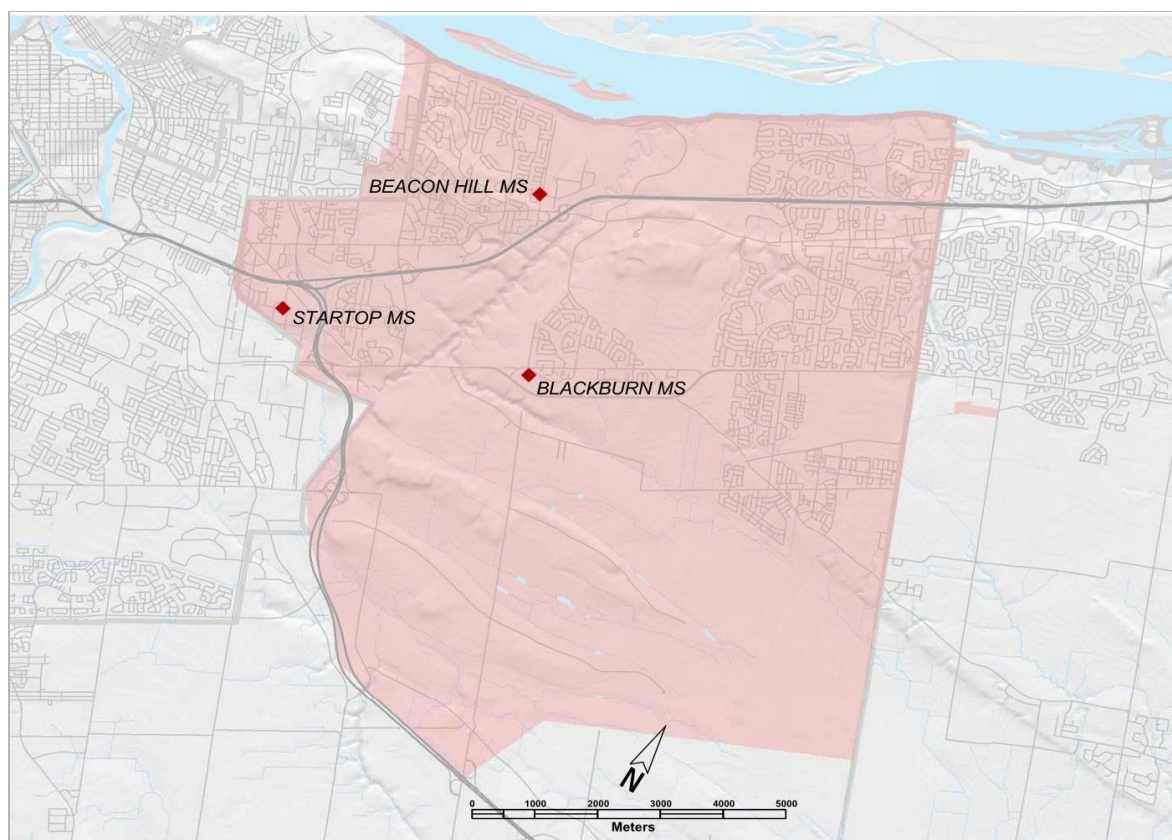 BEACON HILL MS
STARTOP MS
BLACKBURN MS
N
0 1000 2000 3000 4000 5000
Meters